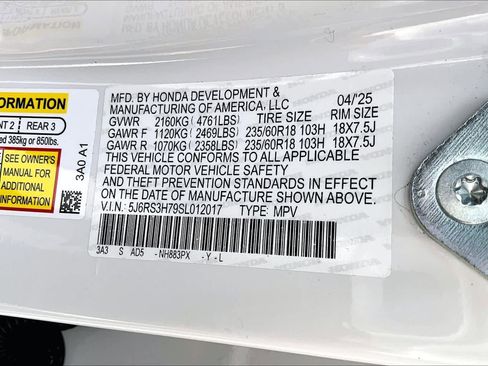 FORMATION
NT 2 REAR 3
ed 385kg or 850lbs.
SEE OWNER'S
MANUAL FOR
ADDITIONAL
INFORMATION
3A0 A1
MFD. BY HONDA DEVELOPMENT &
MANUFACTURING OF AMERICA, LLC 04/'25
GVWR 2160KG (4761LBS) TIRE SIZE RIM SIZE
GAWR F 1120KG (2469LBS) 235/60R18 103H 18X7.5J
GAWR R 1070KG (2358LBS) 235/60R18 103H 18X7.5J
THIS VEHICLE CONFORMS TO ALL APPLICABLE
FEDERAL MOTOR VEHICLE SAFETY
AND THEFT PREVENTION STANDARDS IN EFFECT
ON THE DATE OF MANUFACTURE SHOWN ABOVE.
V.I.N. 5J6RS3H79SL012017 TYPE: MPV
3A3 S AD5 - NH883PX - Y - L